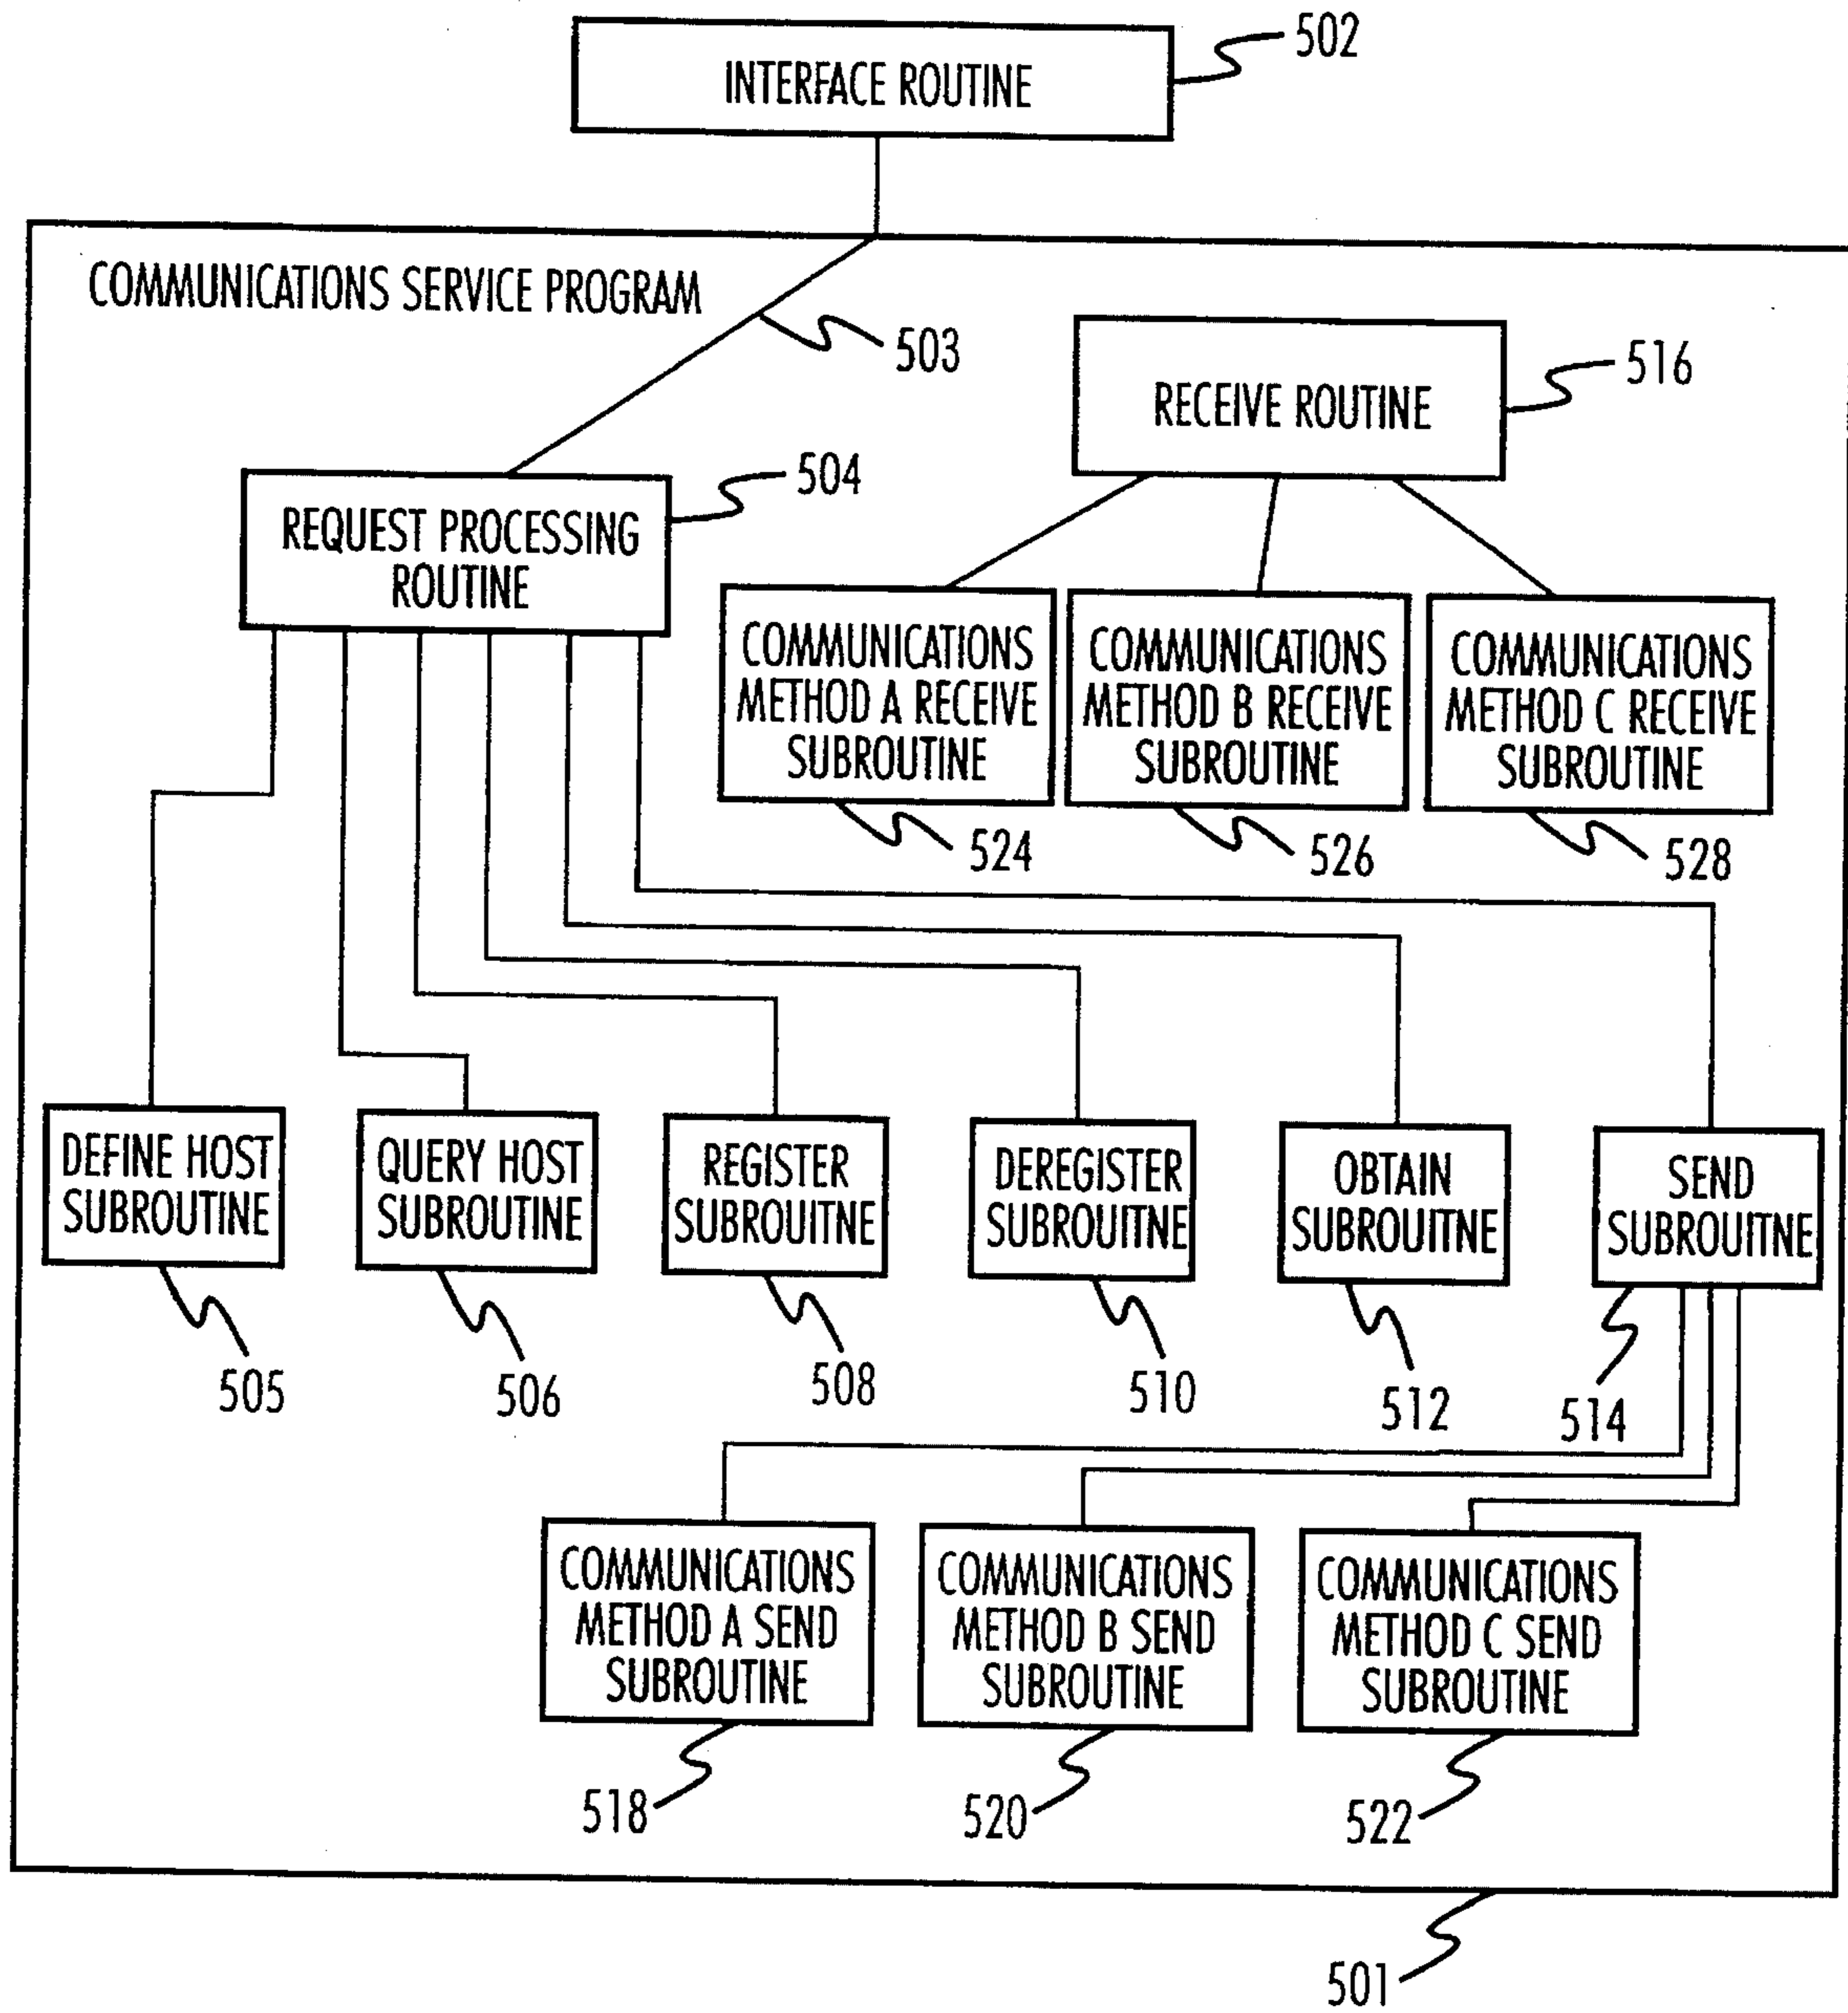 INTERFACE ROUTINE
502
COMMUNICATIONS SERVICE PROGRAM
503
RECEIVE ROUTINE
516
REQUEST PROCESSING
ROUTINE
504
COMMUNICATIONS
METHOD A RECEIVE
SUBROUTINE
524
COMMUNICATIONS
METHOD B RECEIVE
SUBROUTINE
526
COMMUNICATIONS
METHOD C RECEIVE
SUBROUTINE
528
DEFINE HOST
SUBROUTINE
505
QUERY HOST
SUBROUTINE
506
REGISTER
SUBROUITNE
508
DEREGISTER
SUBROUITNE
510
OBTAIN
SUBROUITNE
512
SEND
SUBROUITNE
514
COMMUNICATIONS
METHOD A SEND
SUBROUTINE
518
COMMUNICATIONS
METHOD B SEND
SUBROUTINE
520
COMMUNICATIONS
METHOD C SEND
SUBROUTINE
522
501